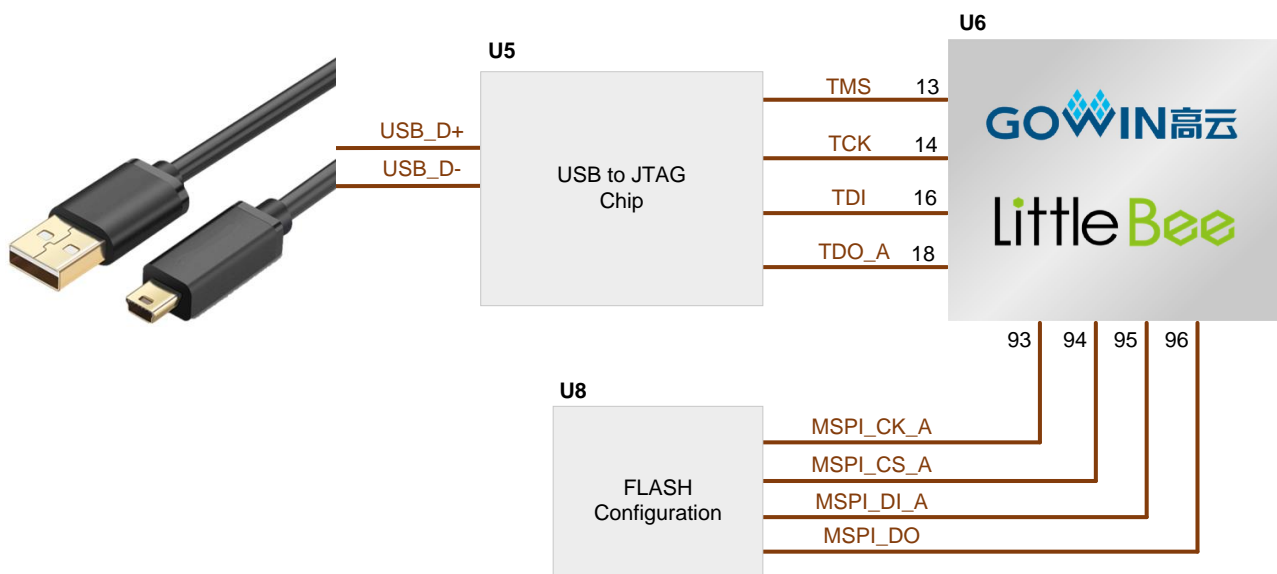 U6
U5
TMS 13
GOWIN高云
USB_D+
TCK 14
USB_D-
USB to JTAG
Chip
TDI 16
LittleBee
TDO_A 18
93 94 95 96
U8
MSPI_CK_A
MSPI_CS_A
FLASH
Configuration
MSPI_DI_A
MSPI_DO